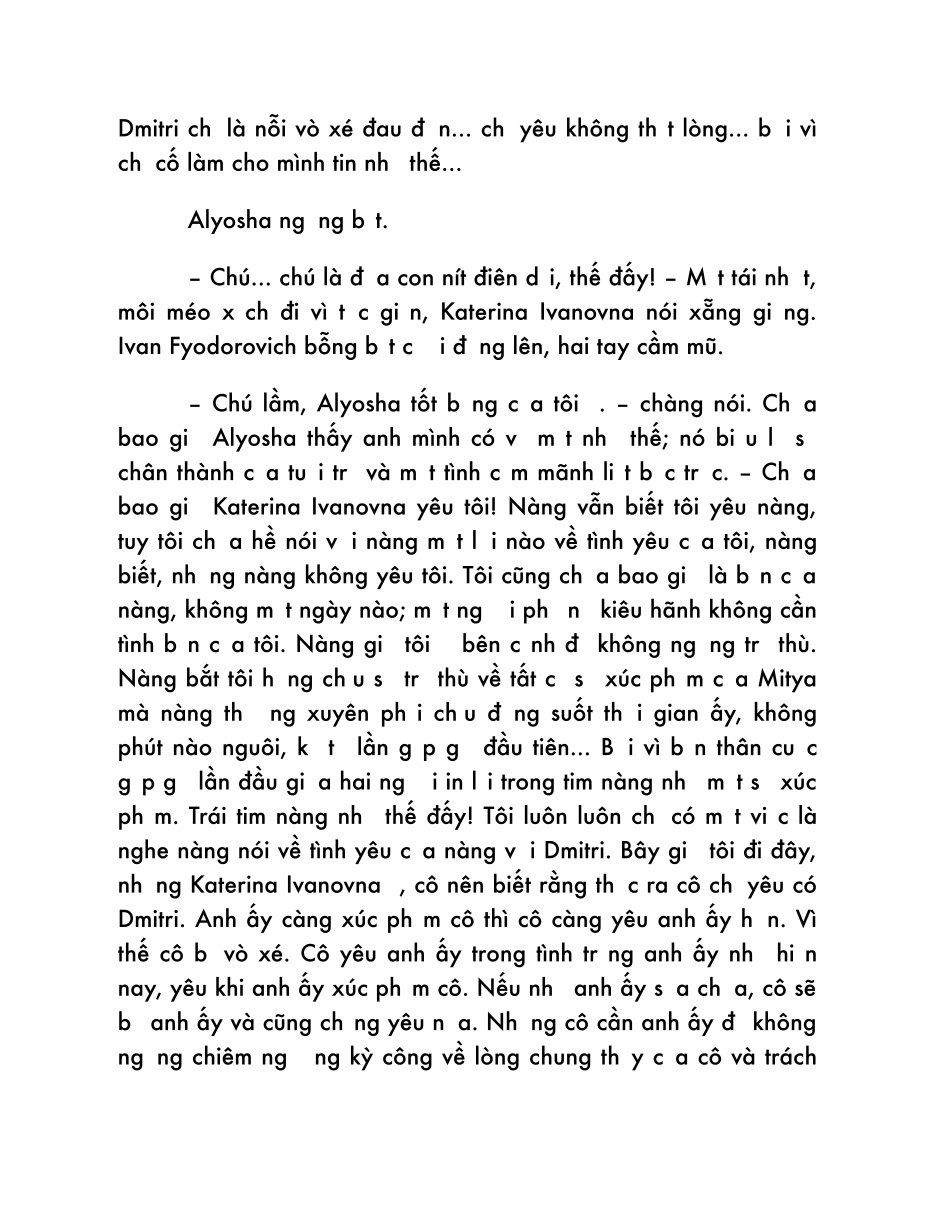 Dmitri ch là nỗi vò xé đau đ n... ch yêu không th t lòng... b i vì
ch cố làm cho mình tin nh thế...
Alyosha ng ng b t.
– Chú... chú là đ a con nít điên d i, thế đấy! – M t tái nh t,
môi méo x ch đi vì t c gi n, Katerina Ivanovna nói xẵng gi ng.
Ivan Fyodorovich bỗng b t c i đ ng lên, hai tay cầm mũ.
– Chú lầm, Alyosha tốt b ng c a tôi . – chàng nói. Ch a
bao gi Alyosha thấy anh mình có v m t nh thế; nó bi u l s
chân thành c a tu i tr và m t tình c m mãnh li t b c tr c. – Ch a
bao gi Katerina Ivanovna yêu tôi! Nàng vẫn biết tôi yêu nàng,
tuy tôi ch a hề nói v i nàng m t l i nào về tình yêu c a tôi, nàng
biết, nh ng nàng không yêu tôi. Tôi cũng ch a bao gi là b n c a
nàng, không m t ngày nào; m t ng i ph n kiêu hãnh không cần
tình b n c a tôi. Nàng gi tôi bên c nh đ không ng ng tr thù.
Nàng bắt tôi h ng ch u s tr thù về tất c s xúc ph m c a Mitya
mà nàng th ng xuyên ph i ch u đ ng suốt th i gian ấy, không
phút nào nguôi, k t lần g p g đầu tiên... B i vì b n thân cu c
g p g lần đầu gi a hai ng i in l i trong tim nàng nh m t s xúc
ph m. Trái tim nàng nh thế đấy! Tôi luôn luôn ch có m t vi c là
nghe nàng nói về tình yêu c a nàng v i Dmitri. Bây gi tôi đi đây,
nh ng Katerina Ivanovna , cô nên biết rằng th c ra cô ch yêu có
Dmitri. Anh ấy càng xúc ph m cô thì cô càng yêu anh ấy h n. Vì
thế cô b vò xé. Cô yêu anh ấy trong tình tr ng anh ấy nh hi n
nay, yêu khi anh ấy xúc ph m cô. Nếu nh anh ấy s a ch a, cô sẽ
b anh ấy và cũng ch ng yêu n a. Nh ng cô cần anh ấy đ không
ng ng chiêm ng ng kỳ công về lòng chung th y c a cô và trách